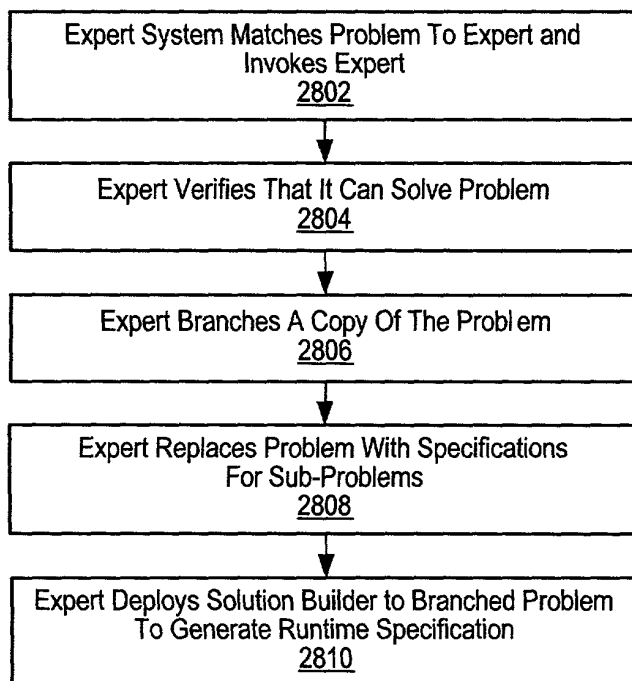 Expert System Matches Problem To Expert and
Invokes Expert
2802
Expert Verifies That It Can Solve Problem
2804
Expert Branches A Copy Of The Problem
2806
Expert Replaces Problem With Specifications
For Sub-Problems
2808
Expert Deploys Solution Builder to Branched Problem
To Generate Runtime Specification
2810